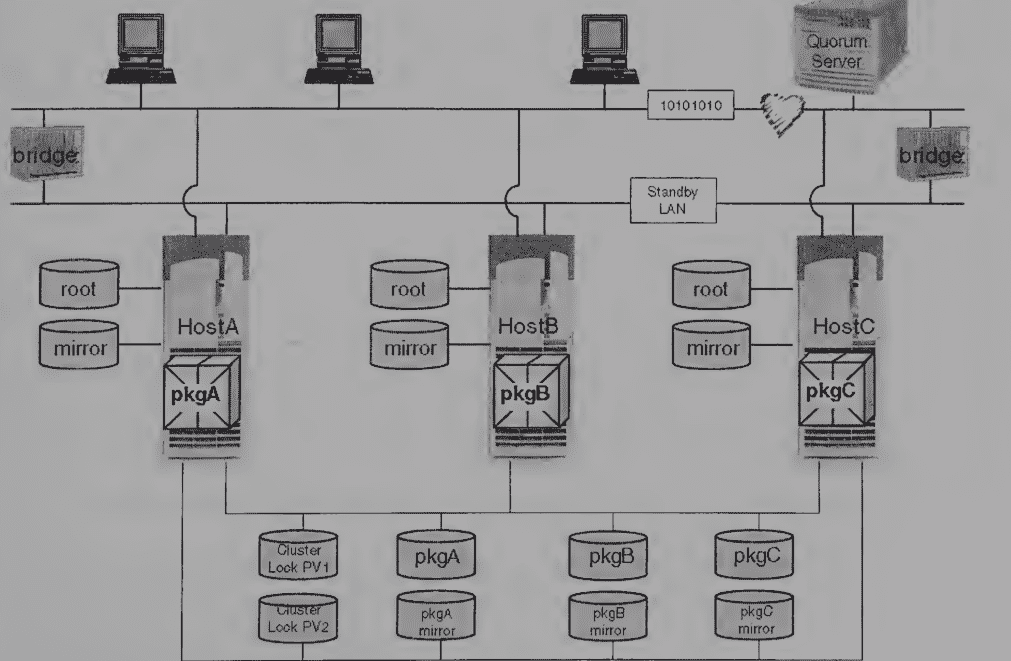 Quorum
Server
10101010
bridge
bridge
Standby
LAN
root
root
root
HostA
HostB
HostC
mirror
mirror
mirror
pkgA
pkgB
pkgC
Cluster
Lock PV1
pkgA
pkgB
pkgC
Cluster
Lock PV2
pkgA
mirror
pkgB
mirror
pkgC
mirror